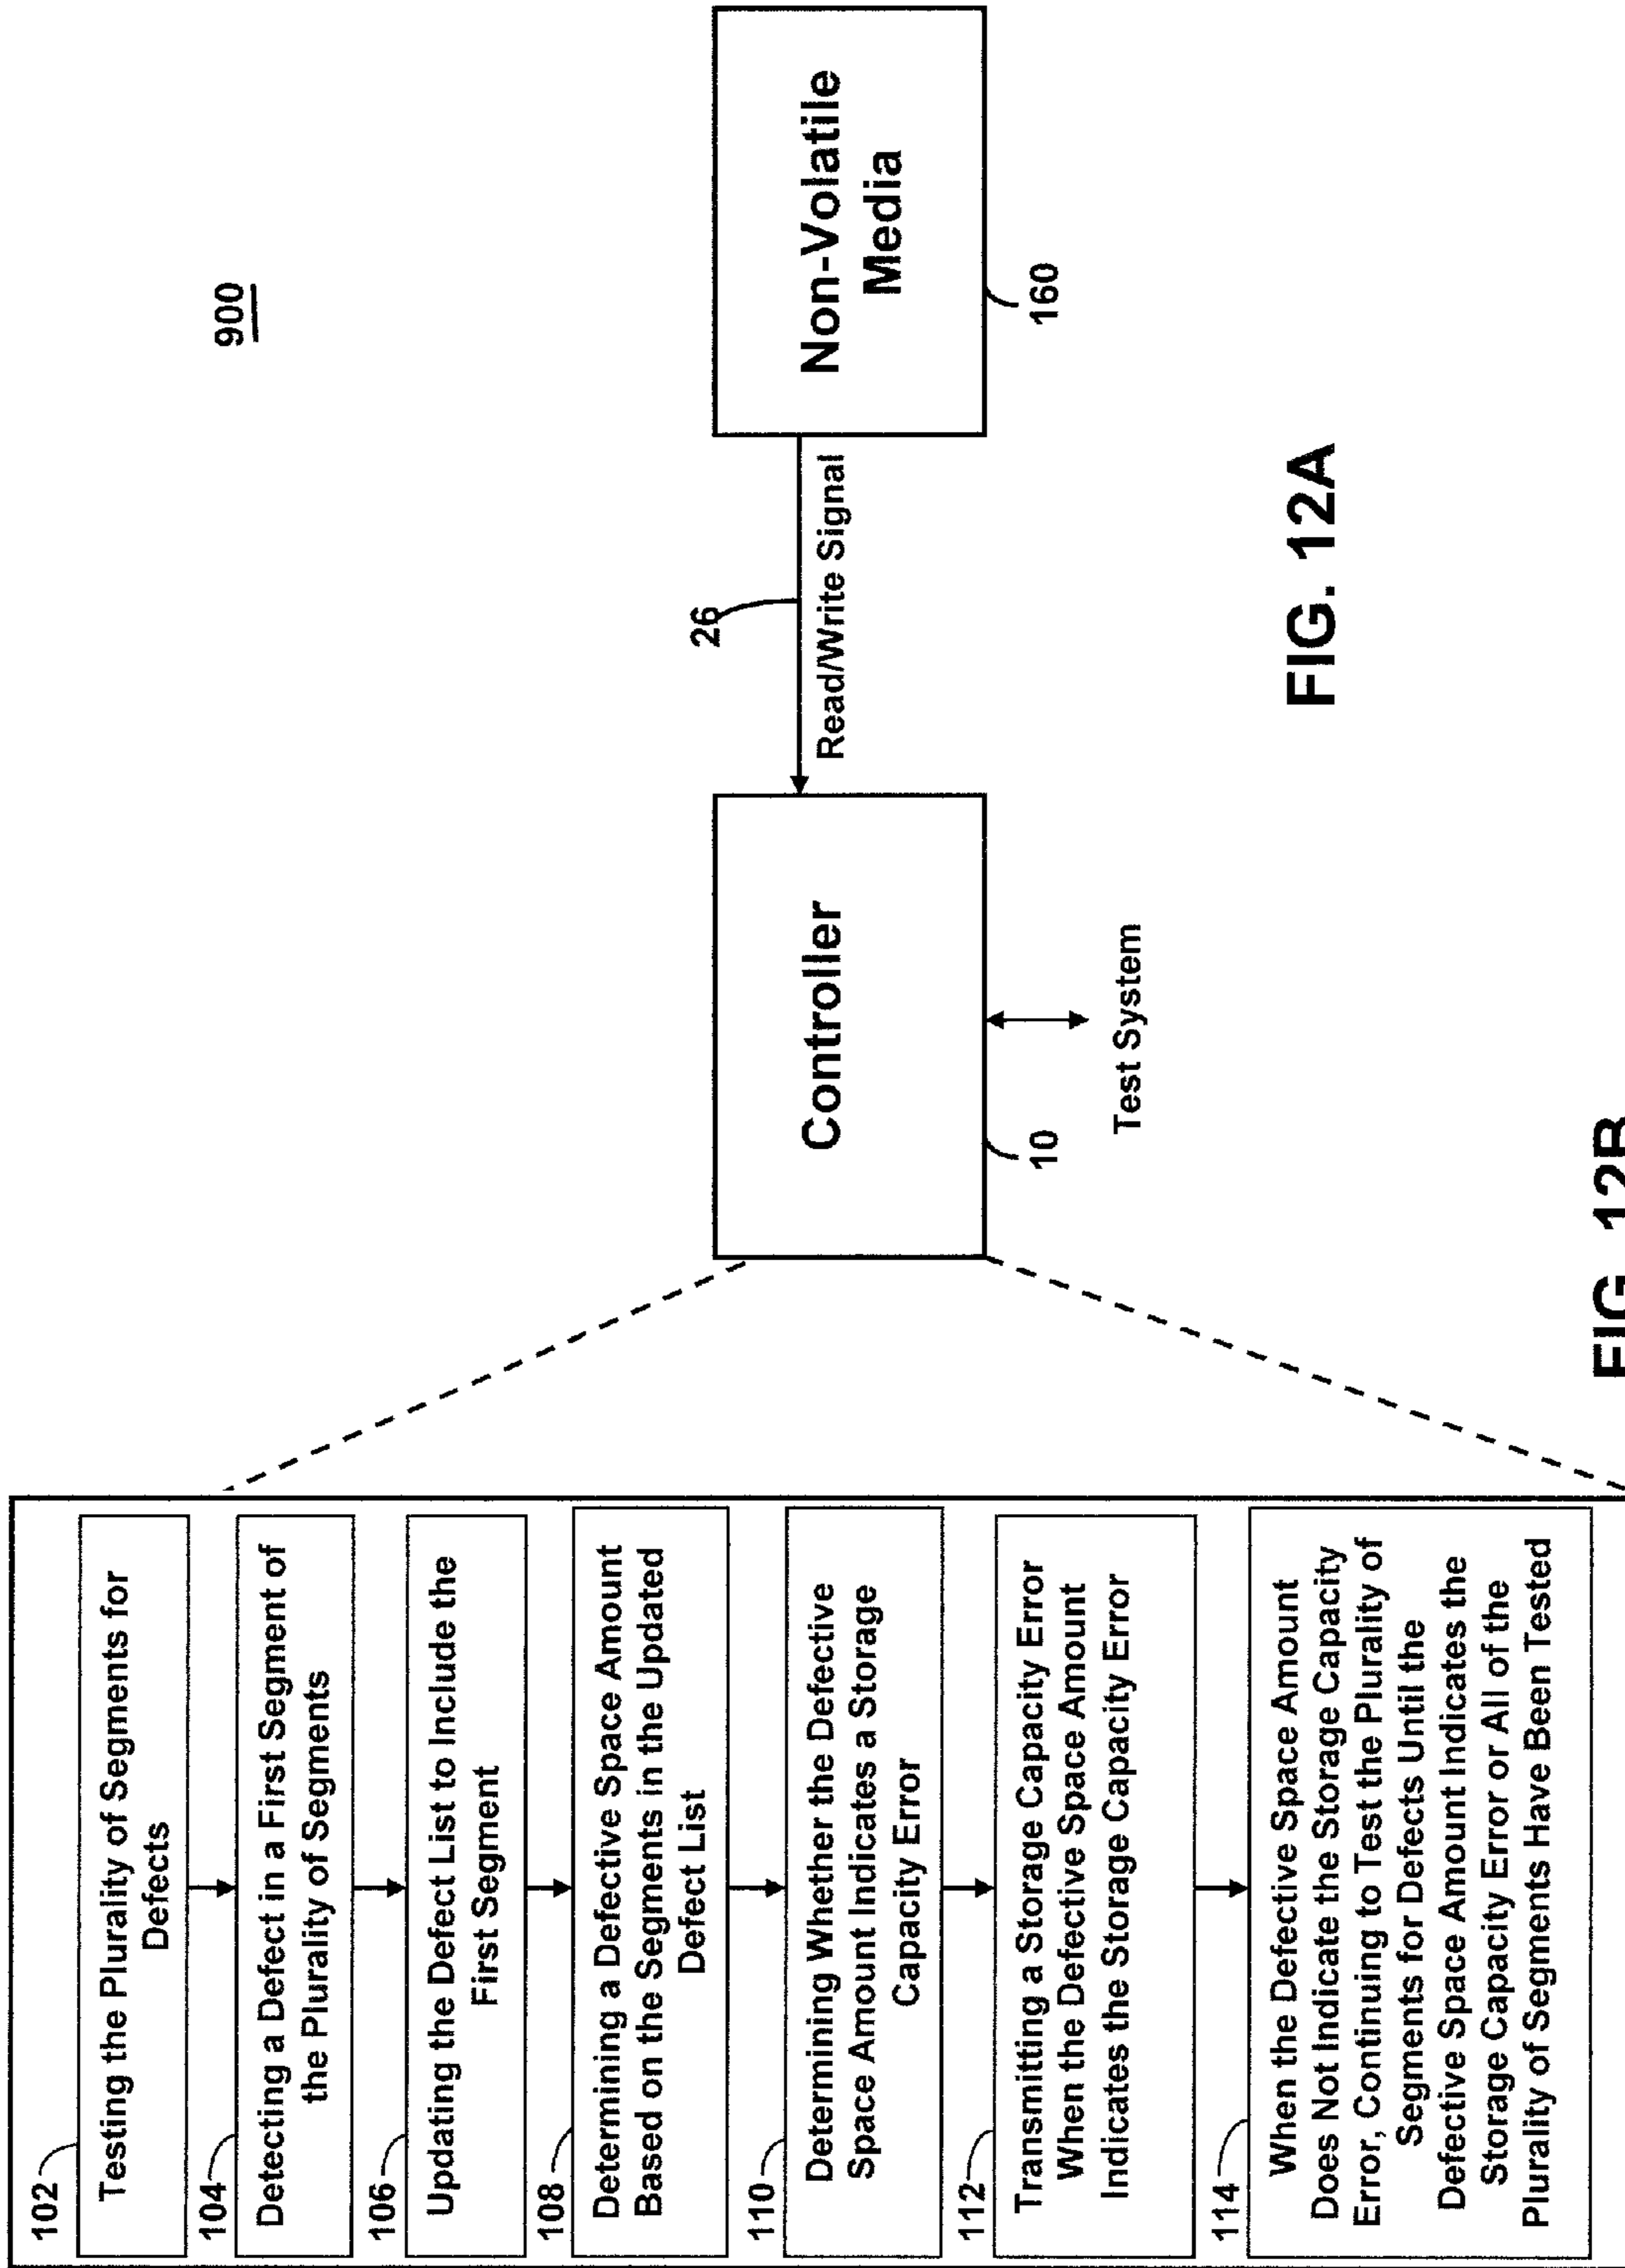 900
Non-Volatile
Media
160
26
Read/Write Signal
Controller
10
Test System
FIG. 12A
102
Testing the Plurality of Segments for
Defects
104
Detecting a Defect in a First Segment of
the Plurality of Segments
106
Updating the Defect List to Include the
First Segment
108
Determining a Defective Space Amount
Based on the Segments in the Updated
Defect List
110
Determining Whether the Defective
Space Amount Indicates a Storage
Capacity Error
112
Transmitting a Storage Capacity Error
When the Defective Space Amount
Indicates the Storage Capacity Error
114
When the Defective Space Amount
Does Not Indicate the Storage Capacity
Error, Continuing to Test the Plurality of
Segments for Defects Until the
Defective Space Amount Indicates the
Storage Capacity Error or All of the
Plurality of Segments Have Been Tested
FIG. 12B